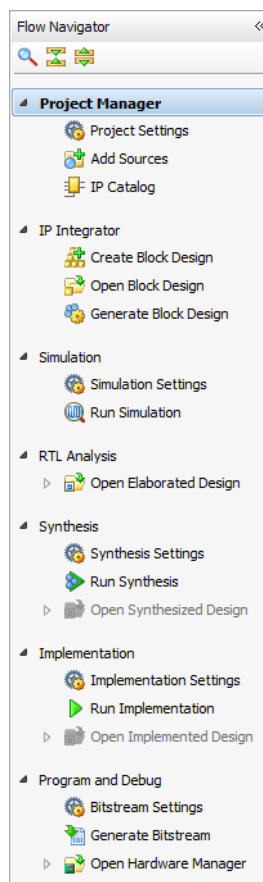 Flow Navigator
Project Manager
Project Settings
Add Sources
IP Catalog
IP Integrator
Create Block Design
Open Block Design
Generate Block Design
Simulation
Simulation Settings
Run Simulation
RTL Analysis
Open Elaborated Design
Synthesis
Synthesis Settings
Run Synthesis
Open Synthesized Design
Implementation
Implementation Settings
Run Implementation
Open Implemented Design
Program and Debug
Bitstream Settings
Generate Bitstream
Open Hardware Manager